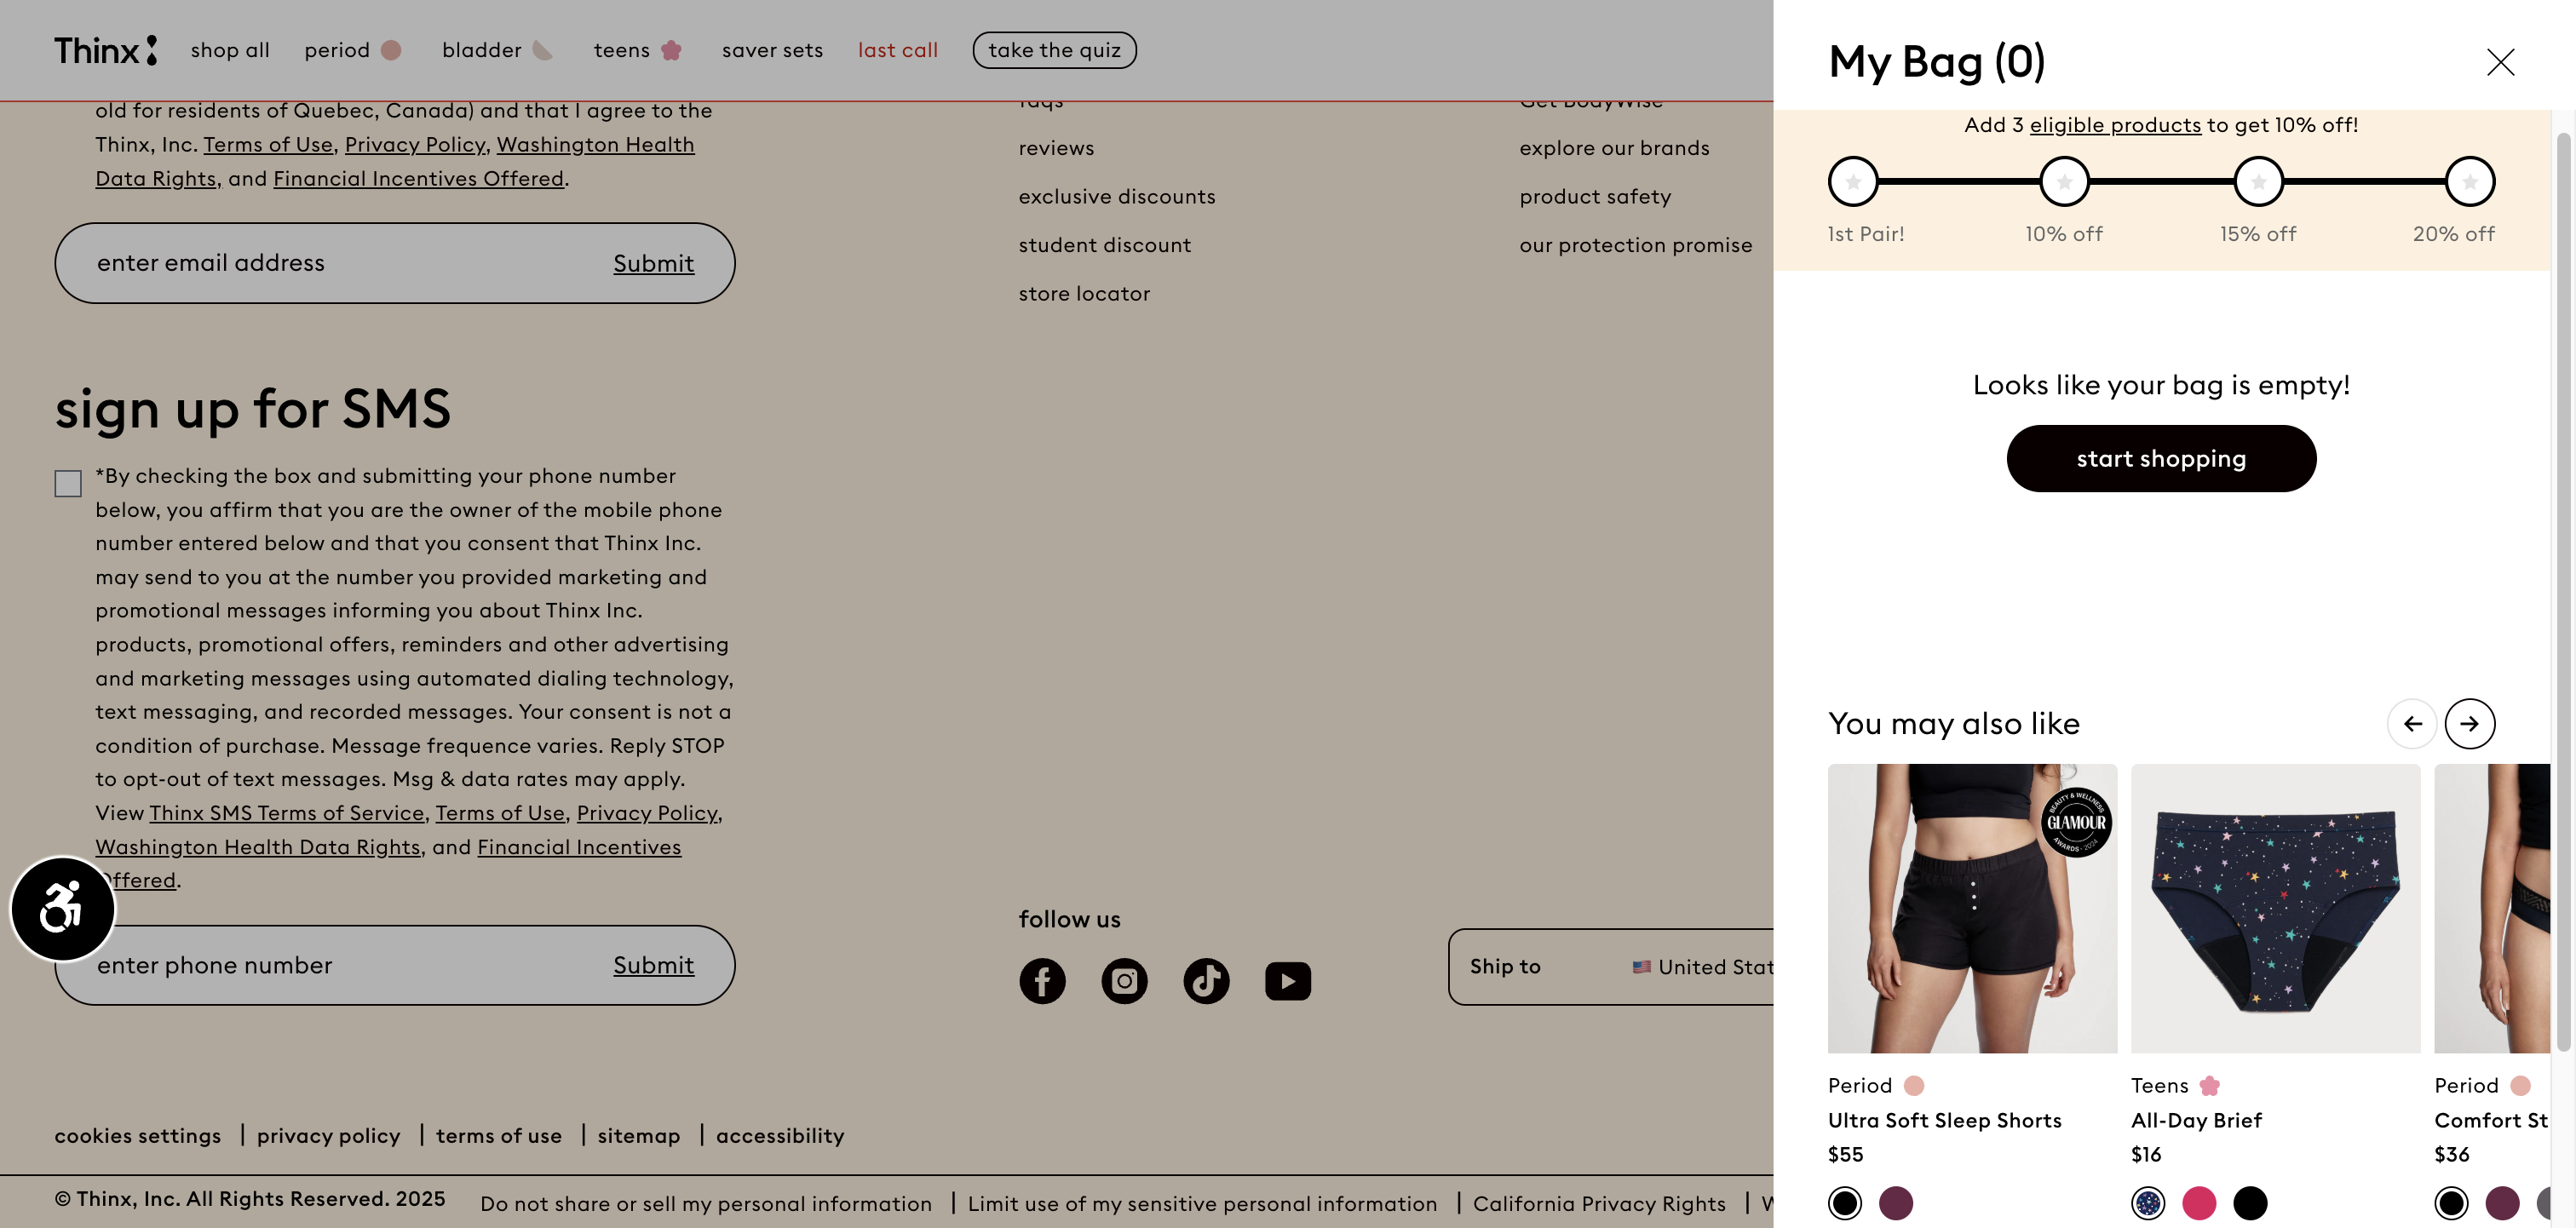 Thinx
shop all
period
bladder
teens
saver sets
last call
take the quiz
old for residents of Quebec, Canada) and that I agree to the
Thinx, Inc. Terms of Use, Privacy Policy, Washington Health
Data Rights, and Financial Incentives Offered.
enter email address
Submit
sign up for SMS
*By checking the box and submitting your phone number
below, you affirm that you are the owner of the mobile phone
number entered below and that you consent that Thinx Inc.
may send to you at the number you provided marketing and
promotional messages informing you about Thinx Inc.
products, promotional offers, reminders and other advertising
and marketing messages using automated dialing technology,
text messaging, and recorded messages. Your consent is not a
condition of purchase. Message frequence varies. Reply STOP
to opt-out of text messages. Msg & data rates may apply.
View Thinx SMS Terms of Service, Terms of Use, Privacy Policy,
Washington Health Data Rights, and Financial Incentives
Offered.
enter phone number
Submit
faqs
reviews
exclusive discounts
student discount
store locator
Get BodyWise
explore our brands
product safety
our protection promise
follow us
Ship to
🇺🇸 United Stat
cookies settings | privacy policy | terms of use | sitemap | accessibility
© Thinx, Inc. All Rights Reserved. 2025
Do not share or sell my personal information | Limit use of my sensitive personal information | California Privacy Rights | W
My Bag (0)
Add 3 eligible products to get 10% off!
1st Pair!
10% off
15% off
20% off
Looks like your bag is empty!
start shopping
You may also like
BEAUTY & WELLNESS
GLAMOUR
AWARDS • 2024
Period
Ultra Soft Sleep Shorts
$55
Teens
All-Day Brief
$16
Period
Comfort St
$36